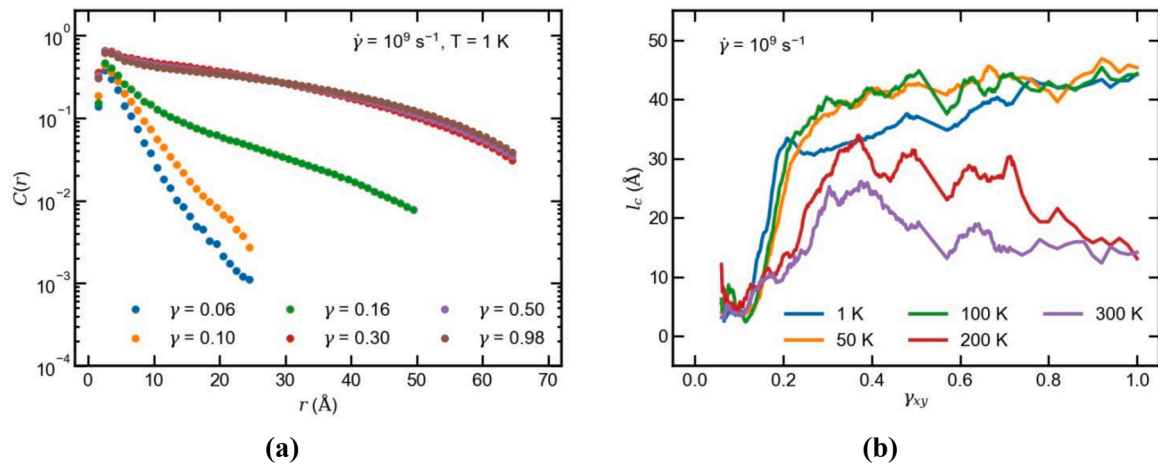 γ̇ = 10⁹ s⁻¹, T = 1 K
10⁰
10⁻¹
10⁻²
10⁻³
10⁻⁴
C(r)
γ = 0.06
γ = 0.16
γ = 0.50
γ = 0.10
γ = 0.30
γ = 0.98
0 10 20 30 40 50 60 70
r (Å)
(a)
γ̇ = 10⁹ s⁻¹
50
40
30
20
10
0
l_c (Å)
1 K
100 K
300 K
50 K
200 K
0.0 0.2 0.4 0.6 0.8 1.0
γ_xy
(b)